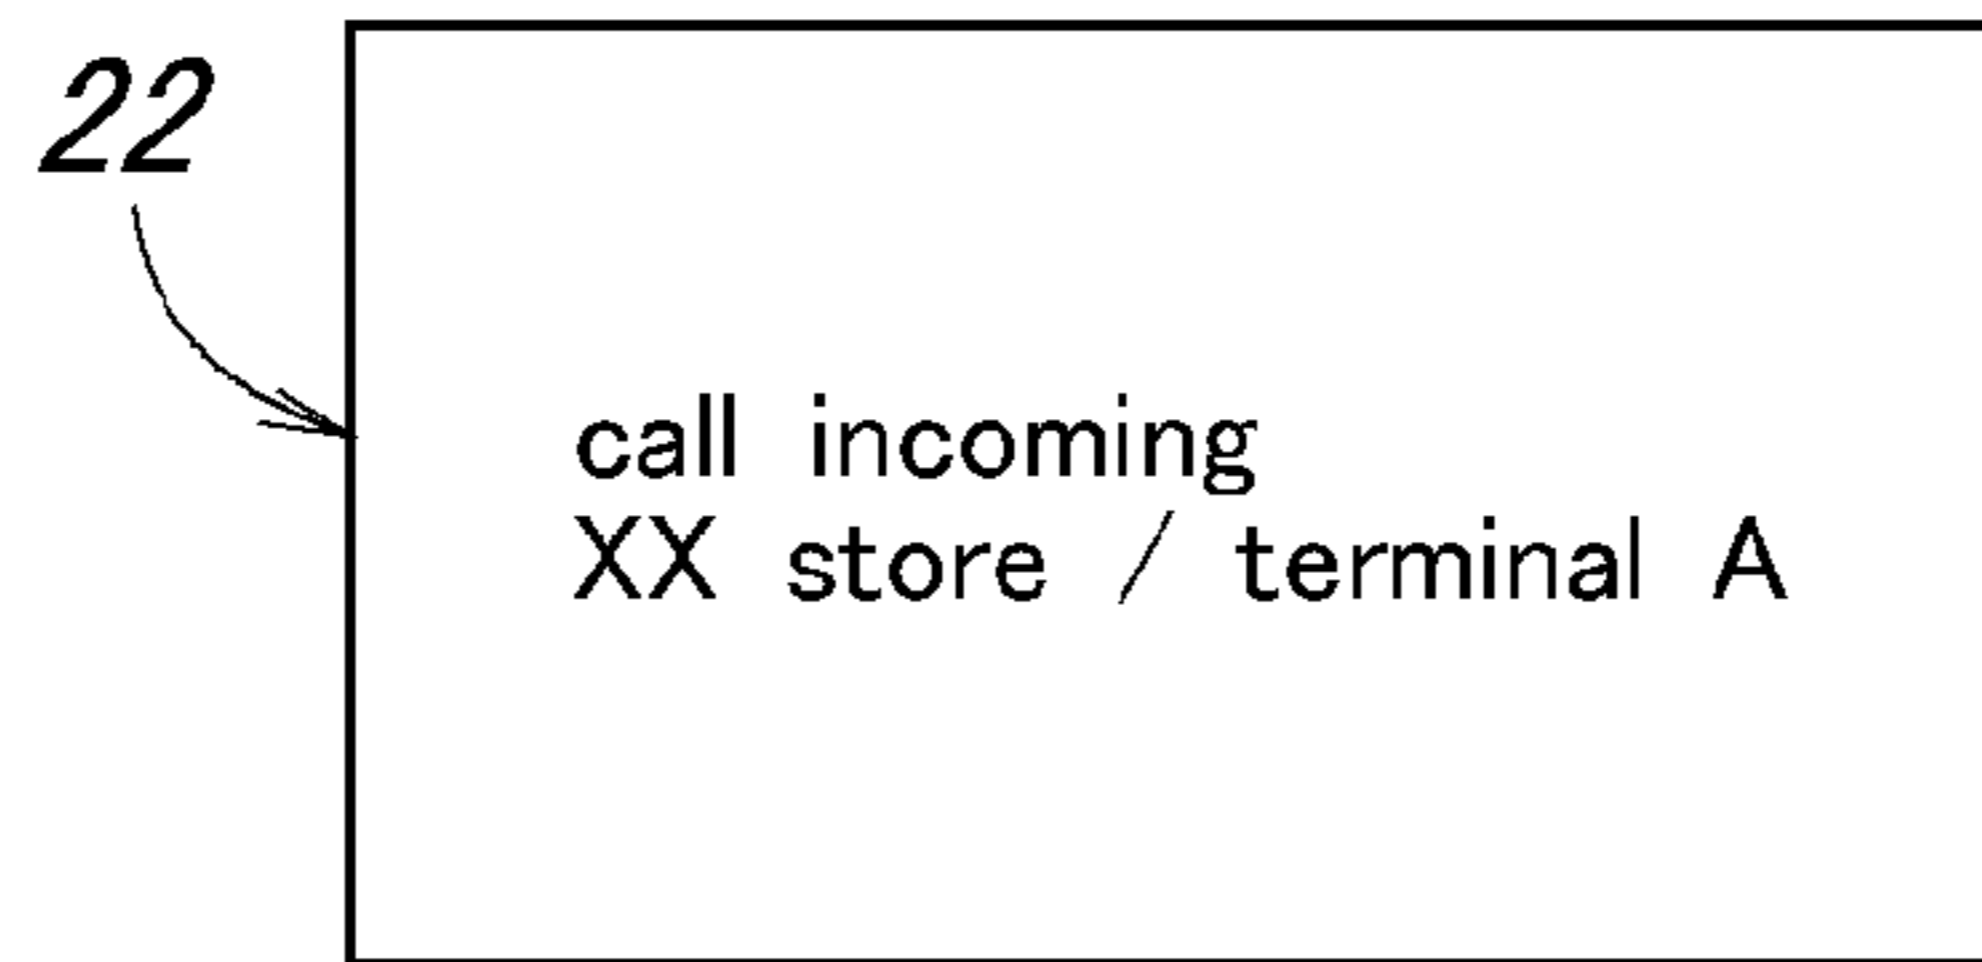 22
call incoming
XX store / terminal A